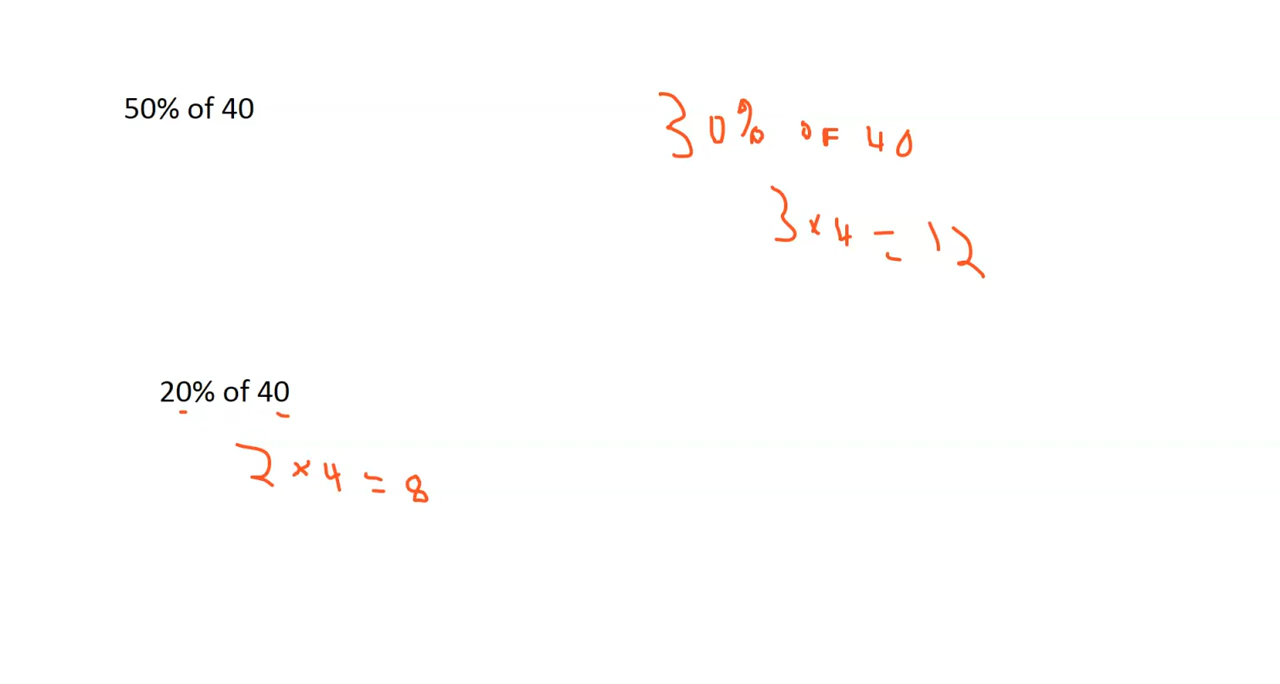 50% of 40
30% OF 40
3 × 4 = 12
20% of 40
2 × 4 = 8